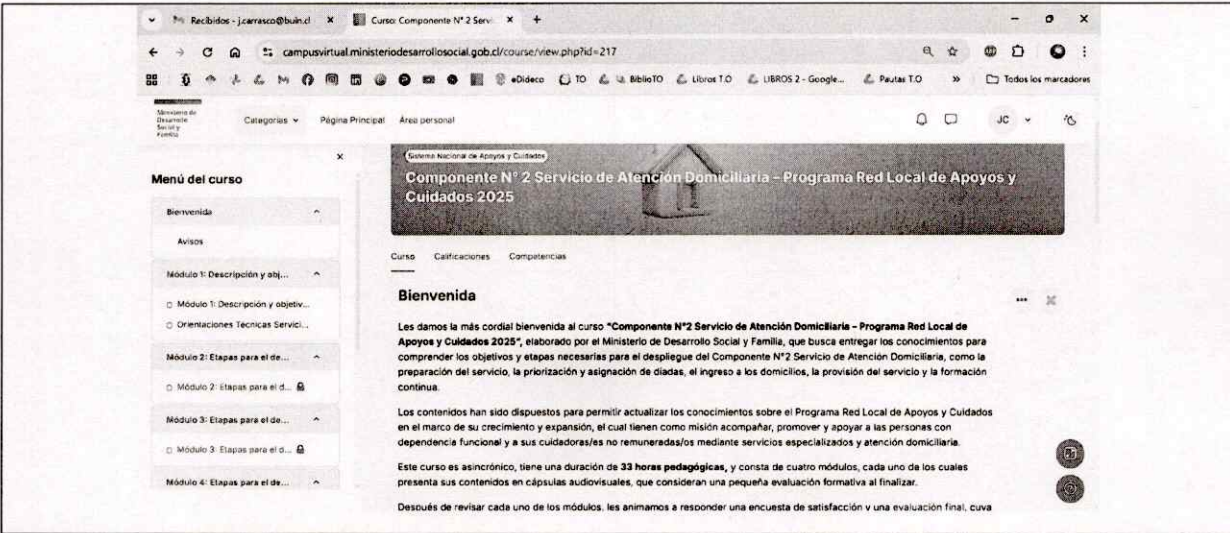 Recibidos - j.carrasco@buin.cl
Curso: Componente N° 2 Serv
campusvirtual.ministeriodesarrollosocial.gob.cl/course/view.php?id=217
eDideco TO BiblioTO Libros T.O LIBROS 2 - Google... Pautas T.O » Todos los marcadores
Ministerio de
Desarrollo
Social y
Familia
Categorías Página Principal Área personal JC
Menú del curso
Bienvenida
Avisos
Módulo 1: Descripción y obj...
Módulo 1: Descripción y objetiv...
Orientaciones Tecnicas Servici...
Módulo 2: Etapas para el de...
Módulo 2: Etapas para el d...
Módulo 3: Etapas para el de...
Módulo 3: Etapas para el d...
Módulo 4: Etapas para el de...
Sistema Nacional de Apoyos y Cuidados
Componente N° 2 Servicio de Atención Domiciliaria – Programa Red Local de Apoyos y
Cuidados 2025
Curso Calificaciones Competencias
Bienvenida
Les damos la más cordial bienvenida al curso "Componente N°2 Servicio de Atención Domiciliaria – Programa Red Local de
Apoyos y Cuidados 2025", elaborado por el Ministerio de Desarrollo Social y Familia, que busca entregar los conocimientos para
comprender los objetivos y etapas necesarias para el despliegue del Componente N°2 Servicio de Atención Domiciliaria, como la
preparación del servicio, la priorización y asignación de diadas, el ingreso a los domicilios, la provisión del servicio y la formación
continua.
Los contenidos han sido dispuestos para permitir actualizar los conocimientos sobre el Programa Red Local de Apoyos y Cuidados
en el marco de su crecimiento y expansión, el cual tienen como misión acompañar, promover y apoyar a las personas con
dependencia funcional y a sus cuidadoras/es no remuneradas/os mediante servicios especializados y atención domiciliaria.
Este curso es asincrónico, tiene una duración de 33 horas pedagógicas, y consta de cuatro módulos, cada uno de los cuales
presenta sus contenidos en cápsulas audiovisuales, que consideran una pequeña evaluación formativa al finalizar.
Después de revisar cada uno de los módulos, les animamos a responder una encuesta de satisfacción y una evaluación final, cuya